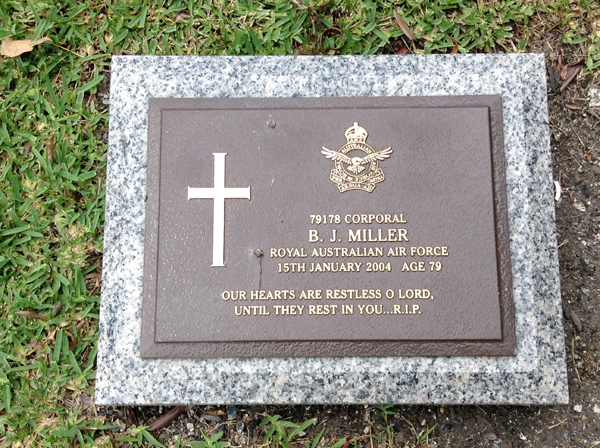 AUSTRALIAN
79178 CORPORAL
B. J. MILLER
ROYAL AUSTRALIAN AIR FORCE
15TH JANUARY 2004 AGE 79
OUR HEARTS ARE RESTLESS O LORD,
UNTIL THEY REST IN YOU...R.I.P.